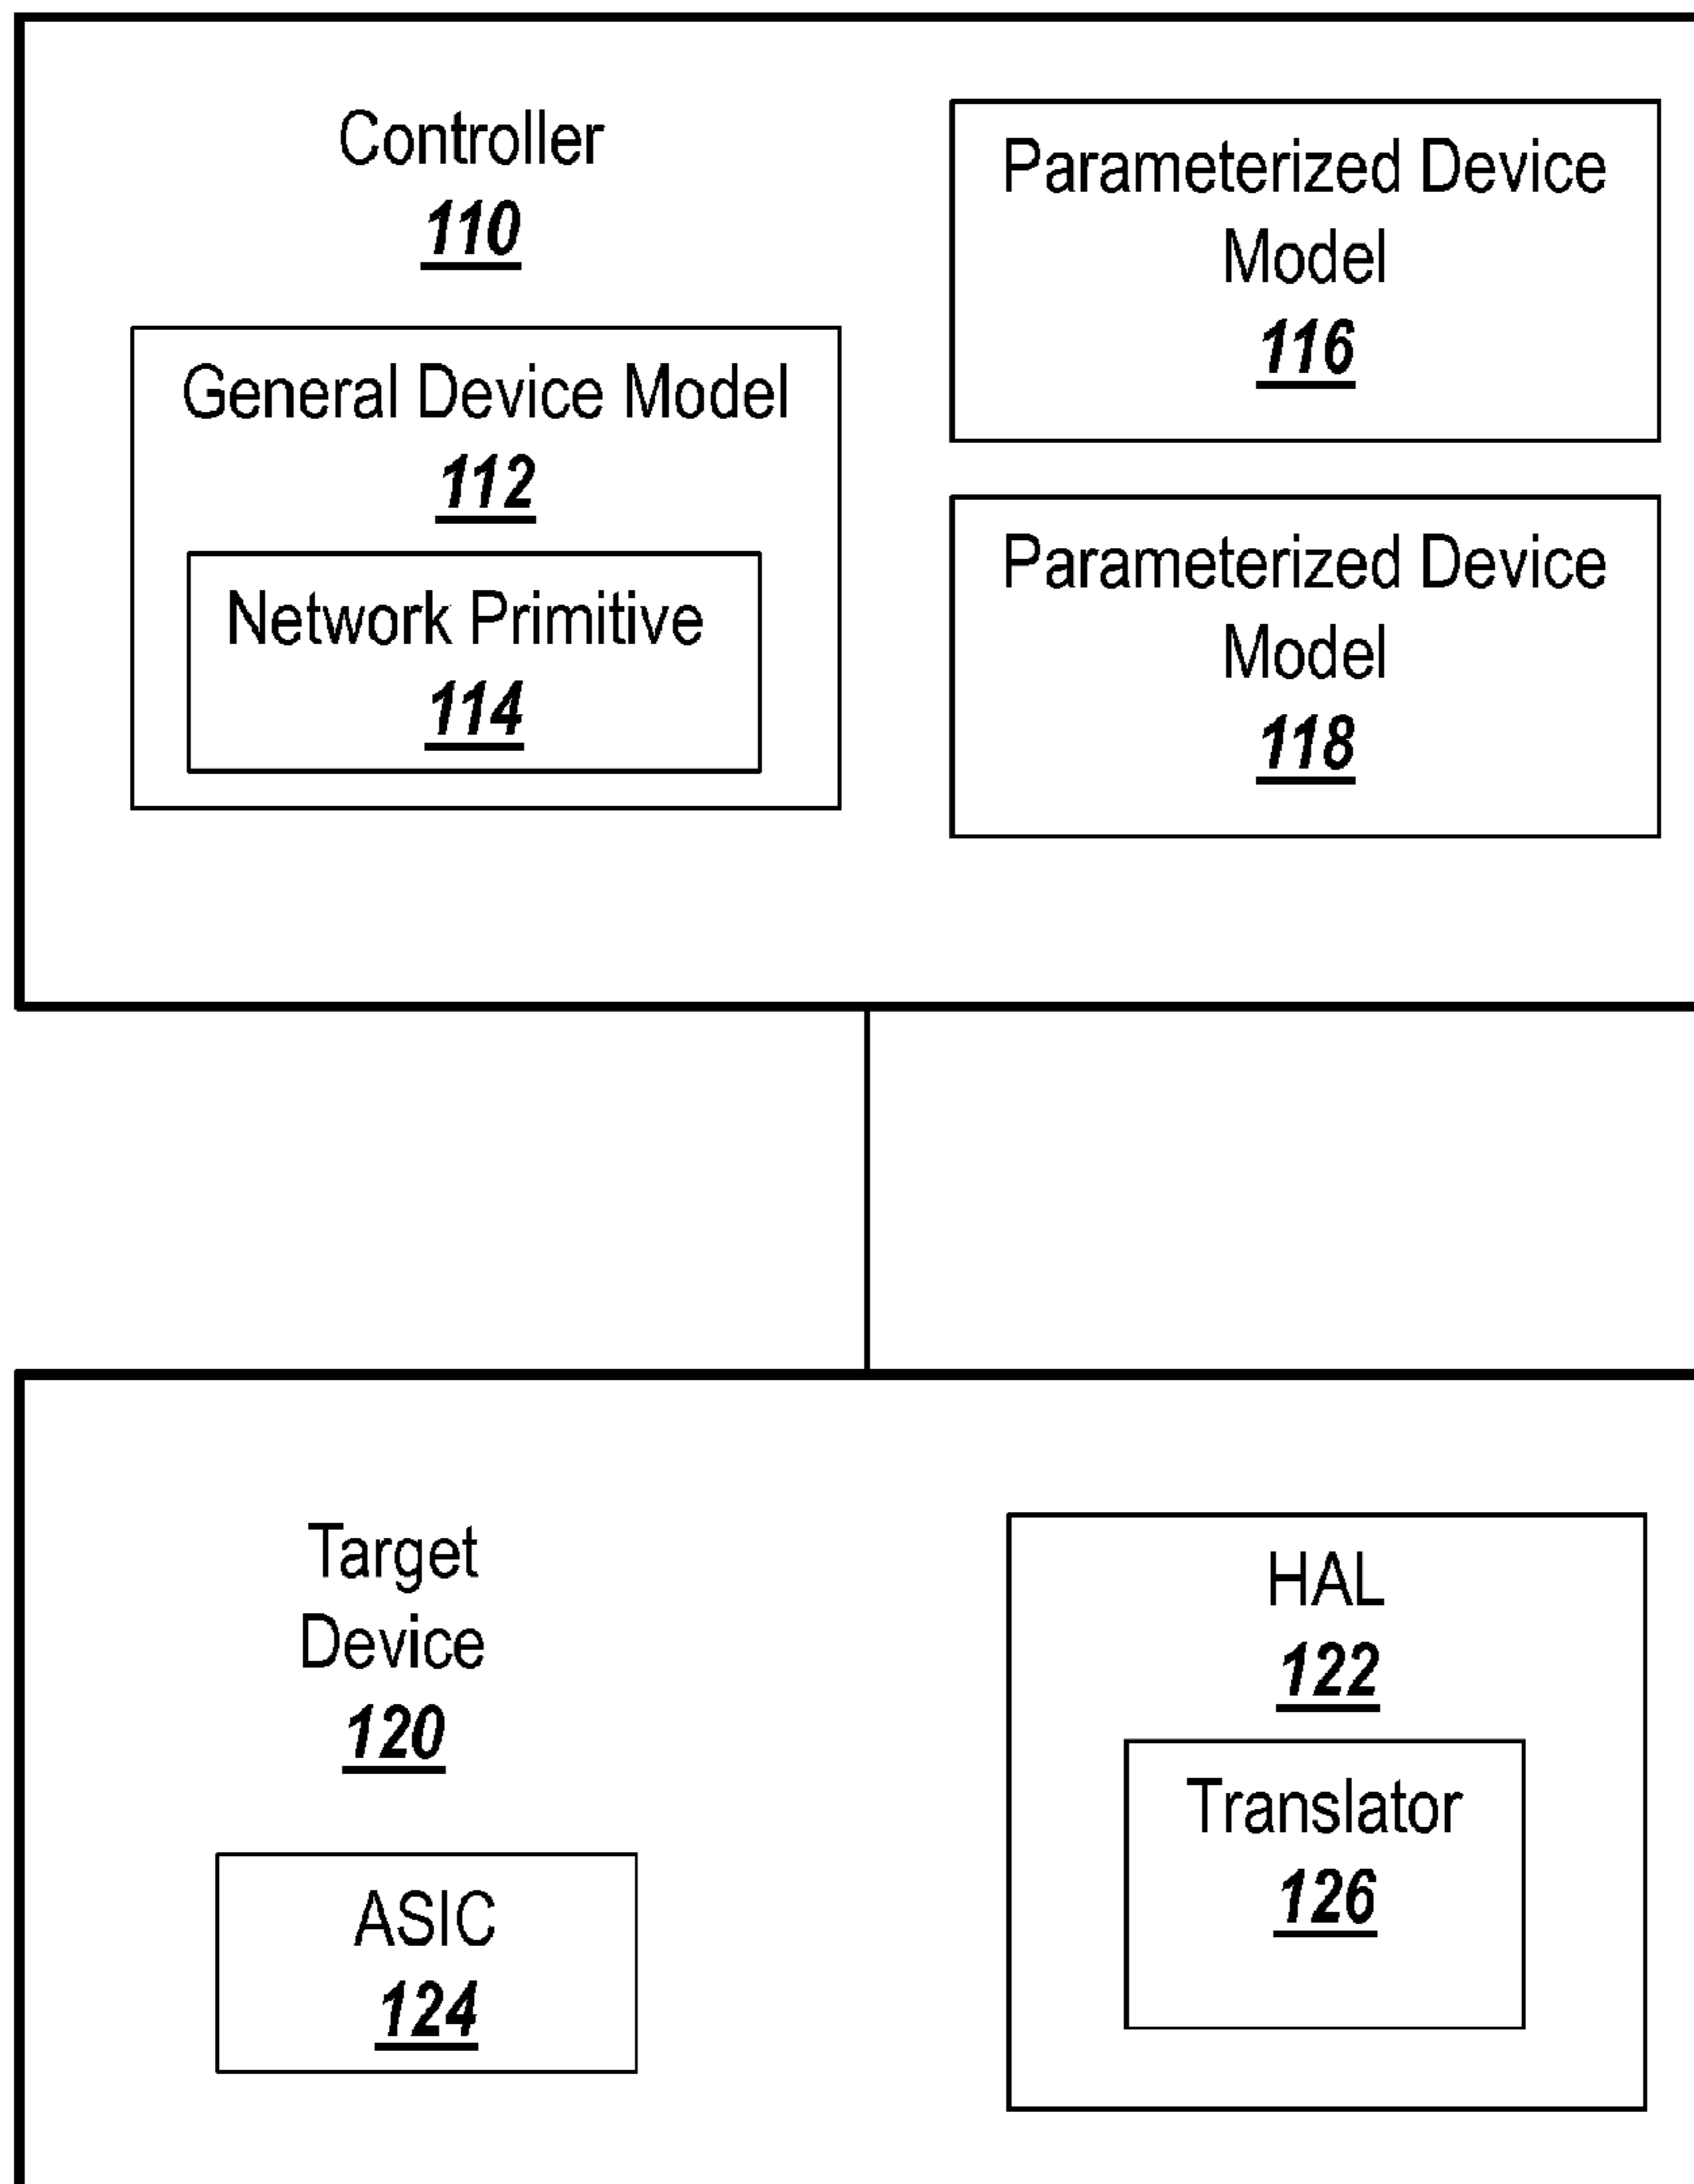 Controller
110
General Device Model
112
Network Primitive
114
Parameterized Device
Model
116
Parameterized Device
Model
118
Target
Device
120
ASIC
124
HAL
122
Translator
126